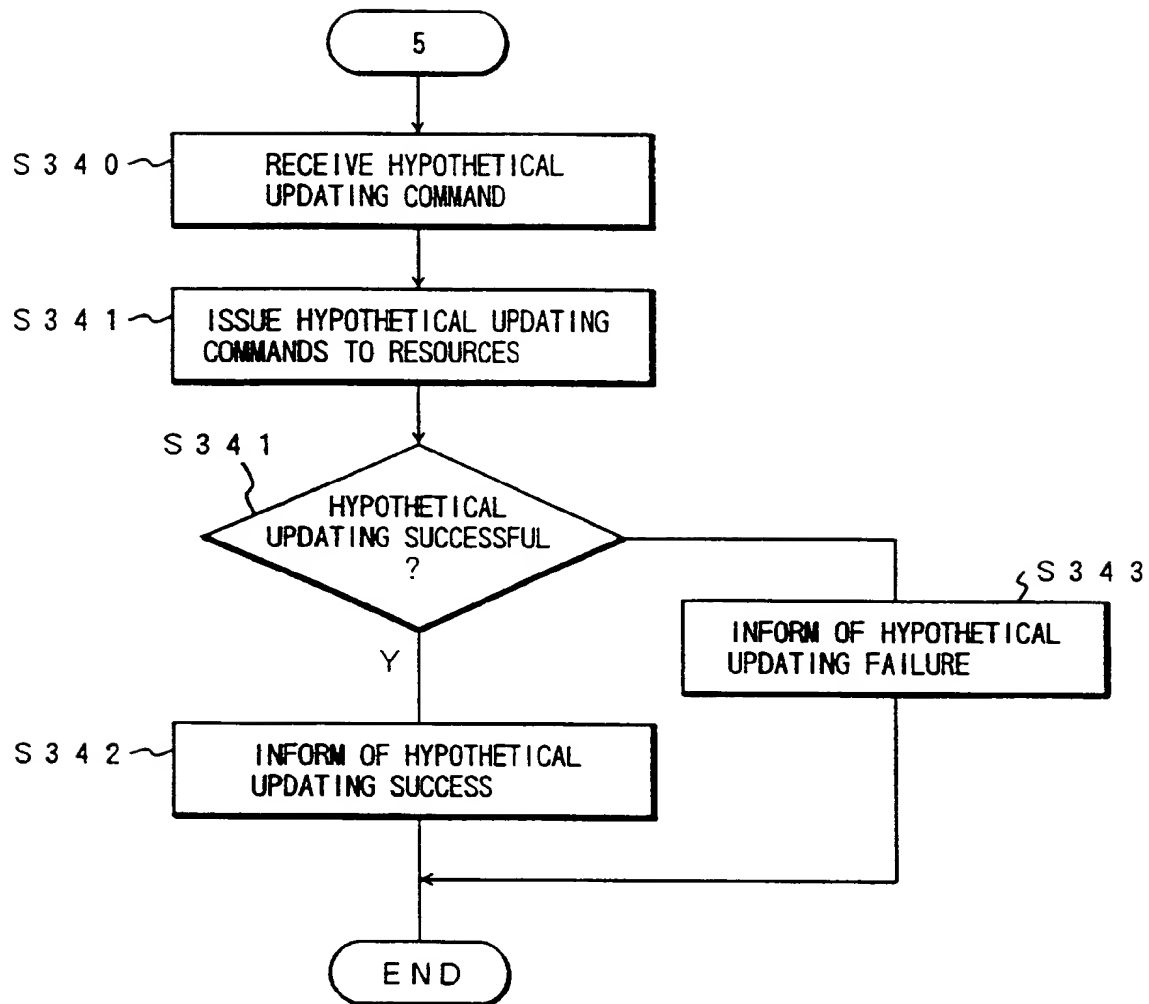 5
S340
RECEIVE HYPOTHETICAL
UPDATING COMMAND
S341
ISSUE HYPOTHETICAL UPDATING
COMMANDS TO RESOURCES
S341
HYPOTHETICAL
UPDATING SUCCESSFUL
?
S343
INFORM OF HYPOTHETICAL
UPDATING FAILURE
Y
S342
INFORM OF HYPOTHETICAL
UPDATING SUCCESS
END